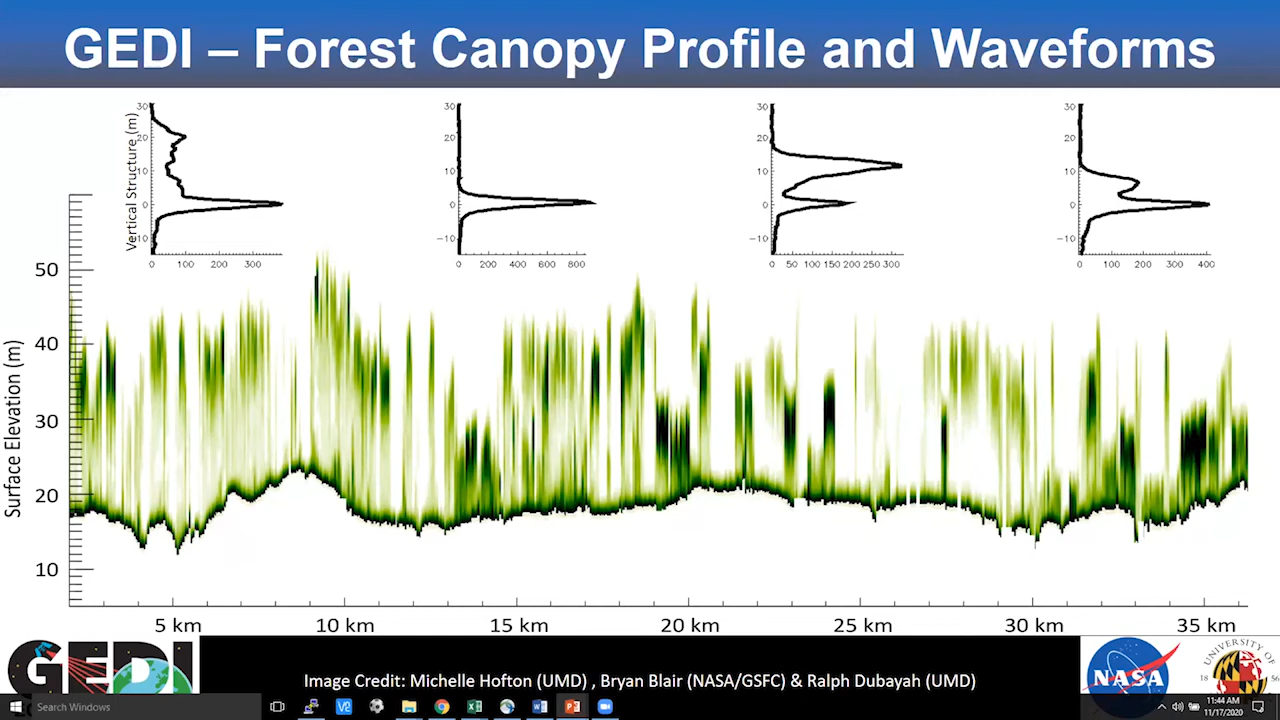 GEDI – Forest Canopy Profile and Waveforms
Vertical Structure (m)
30
20
10
0
-10
0 100 200 300
30
20
10
0
-10
0 200 400 600 800
30
20
10
0
-10
0 50 100 150 200 250 300
30
20
10
0
-10
0 100 200 300 400
Surface Elevation (m)
50
40
30
20
10
5 km 10 km 15 km 20 km 25 km 30 km 35 km
GEDI
Image Credit: Michelle Hofton (UMD) , Bryan Blair (NASA/GSFC) & Ralph Dubayah (UMD)
NASA
UNIVERSITY OF
18 56
Search Windows
11:44 AM
11/17/2020